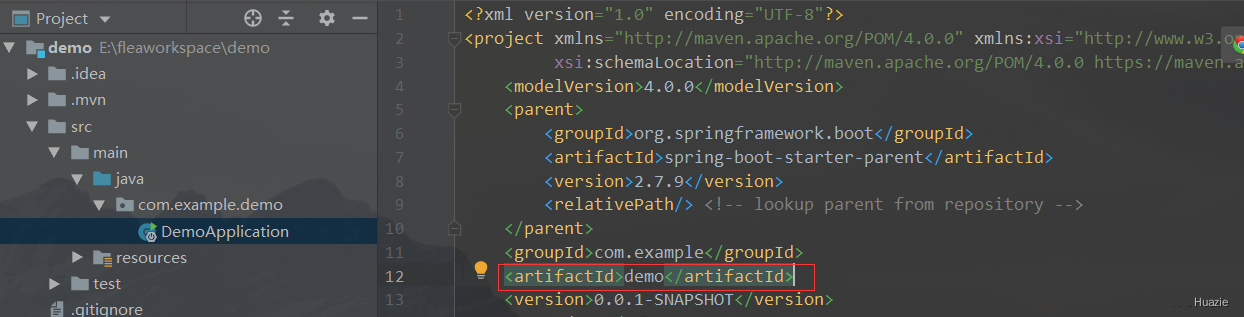 Project
demo E:\fleaworkspace\demo
.idea
.mvn
src
main
java
com.example.demo
DemoApplication
resources
test
.gitignore
1 <?xml version="1.0" encoding="UTF-8"?>
2 <project xmlns="http://maven.apache.org/POM/4.0.0" xmlns:xsi="http://www.w3.o
3 xsi:schemaLocation="http://maven.apache.org/POM/4.0.0 https://maven.a
4 <modelVersion>4.0.0</modelVersion>
5 <parent>
6 <groupId>org.springframework.boot</groupId>
7 <artifactId>spring-boot-starter-parent</artifactId>
8 <version>2.7.9</version>
9 <relativePath/> <!-- lookup parent from repository -->
10 </parent>
11 <groupId>com.example</groupId>
12 <artifactId>demo</artifactId>
13 <version>0.0.1-SNAPSHOT</version>
Huazie